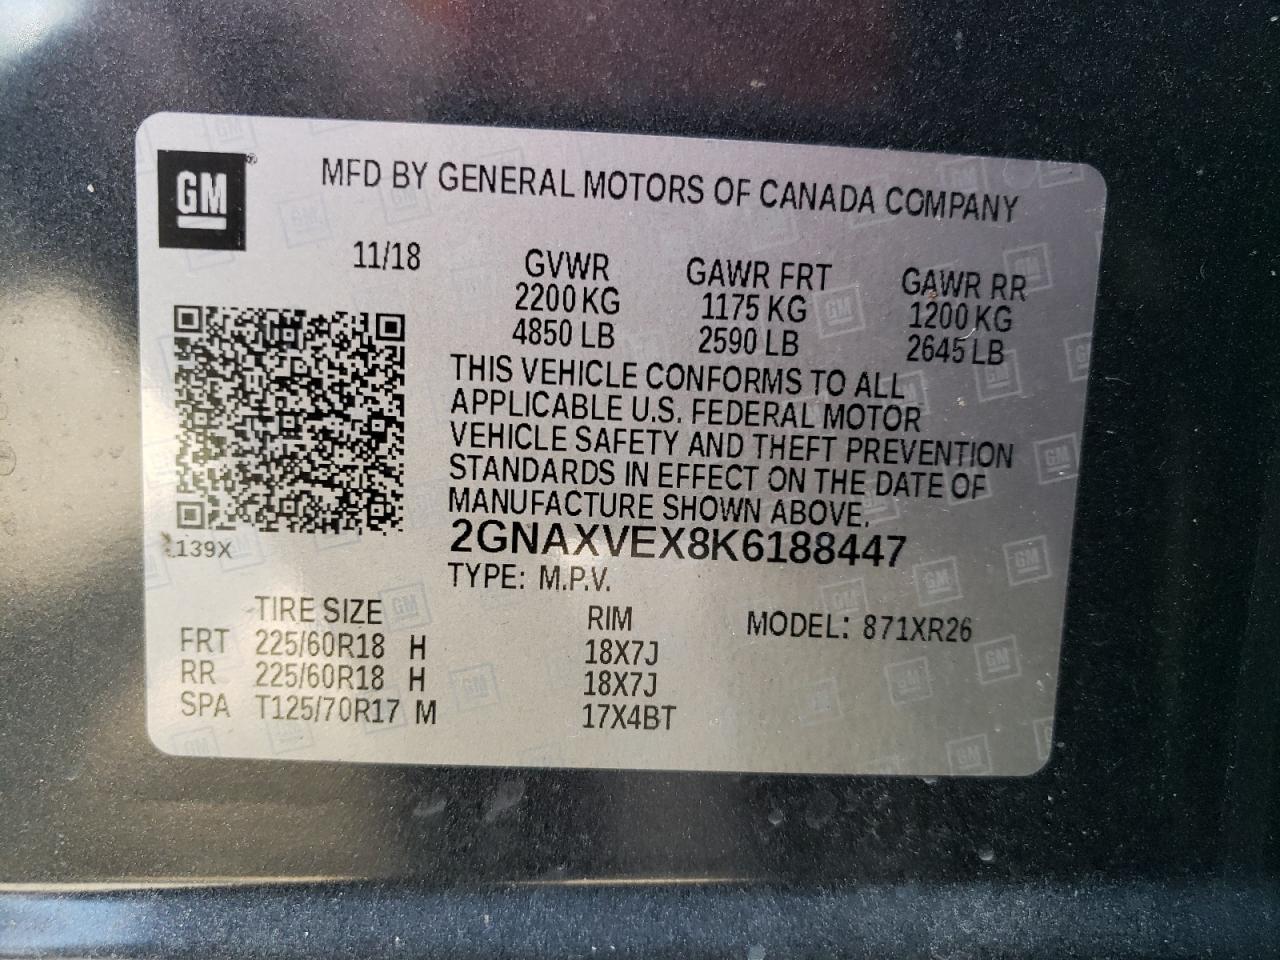 GM
MFD BY GENERAL MOTORS OF CANADA COMPANY
11/18
GVWR
2200 KG
4850 LB
GAWR FRT
1175 KG
2590 LB
GAWR RR
1200 KG
2645 LB
THIS VEHICLE CONFORMS TO ALL
APPLICABLE U.S. FEDERAL MOTOR
VEHICLE SAFETY AND THEFT PREVENTION
STANDARDS IN EFFECT ON THE DATE OF
MANUFACTURE SHOWN ABOVE.
139X
2GNAXVEX8K6188447
TYPE: M.P.V.
MODEL: 871XR26
TIRE SIZE RIM
FRT 225/60R18 H 18X7J
RR 225/60R18 H 18X7J
SPA T125/70R17 M 17X4BT